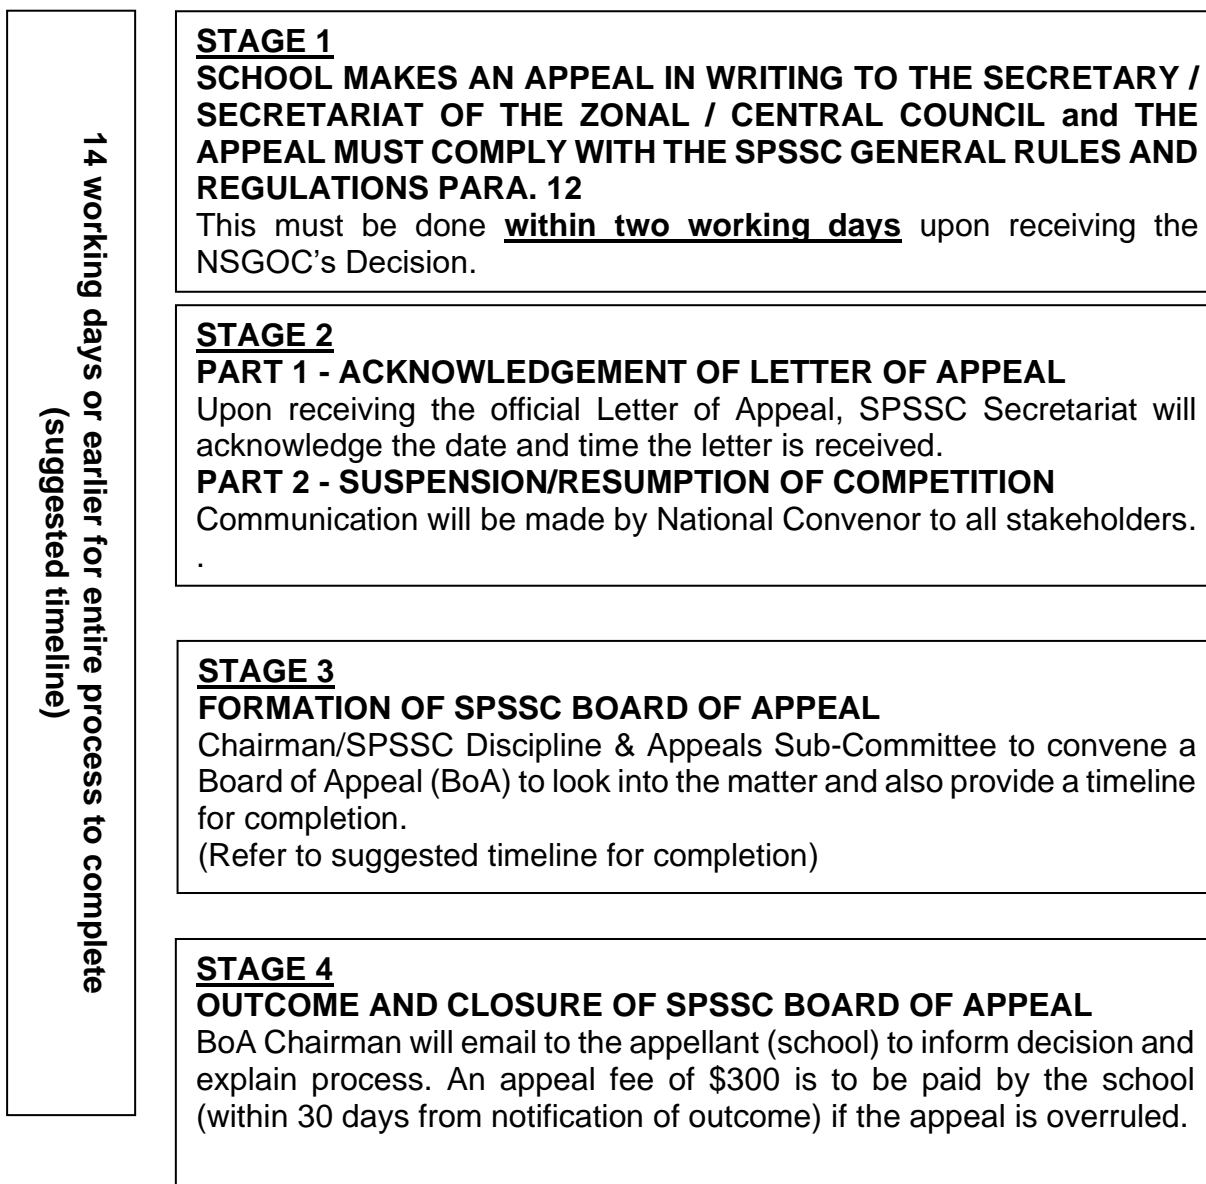 14 working days or earlier for entire process to complete
(suggested timeline)
STAGE 1
SCHOOL MAKES AN APPEAL IN WRITING TO THE SECRETARY /
SECRETARIAT OF THE ZONAL / CENTRAL COUNCIL and THE
APPEAL MUST COMPLY WITH THE SPSSC GENERAL RULES AND
REGULATIONS PARA. 12
This must be done within two working days upon receiving the
NSGOC’s Decision.
STAGE 2
PART 1 - ACKNOWLEDGEMENT OF LETTER OF APPEAL
Upon receiving the official Letter of Appeal, SPSSC Secretariat will
acknowledge the date and time the letter is received.
PART 2 - SUSPENSION/RESUMPTION OF COMPETITION
Communication will be made by National Convenor to all stakeholders.
.
STAGE 3
FORMATION OF SPSSC BOARD OF APPEAL
Chairman/SPSSC Discipline & Appeals Sub-Committee to convene a
Board of Appeal (BoA) to look into the matter and also provide a timeline
for completion.
(Refer to suggested timeline for completion)
STAGE 4
OUTCOME AND CLOSURE OF SPSSC BOARD OF APPEAL
BoA Chairman will email to the appellant (school) to inform decision and
explain process. An appeal fee of $300 is to be paid by the school
(within 30 days from notification of outcome) if the appeal is overruled.